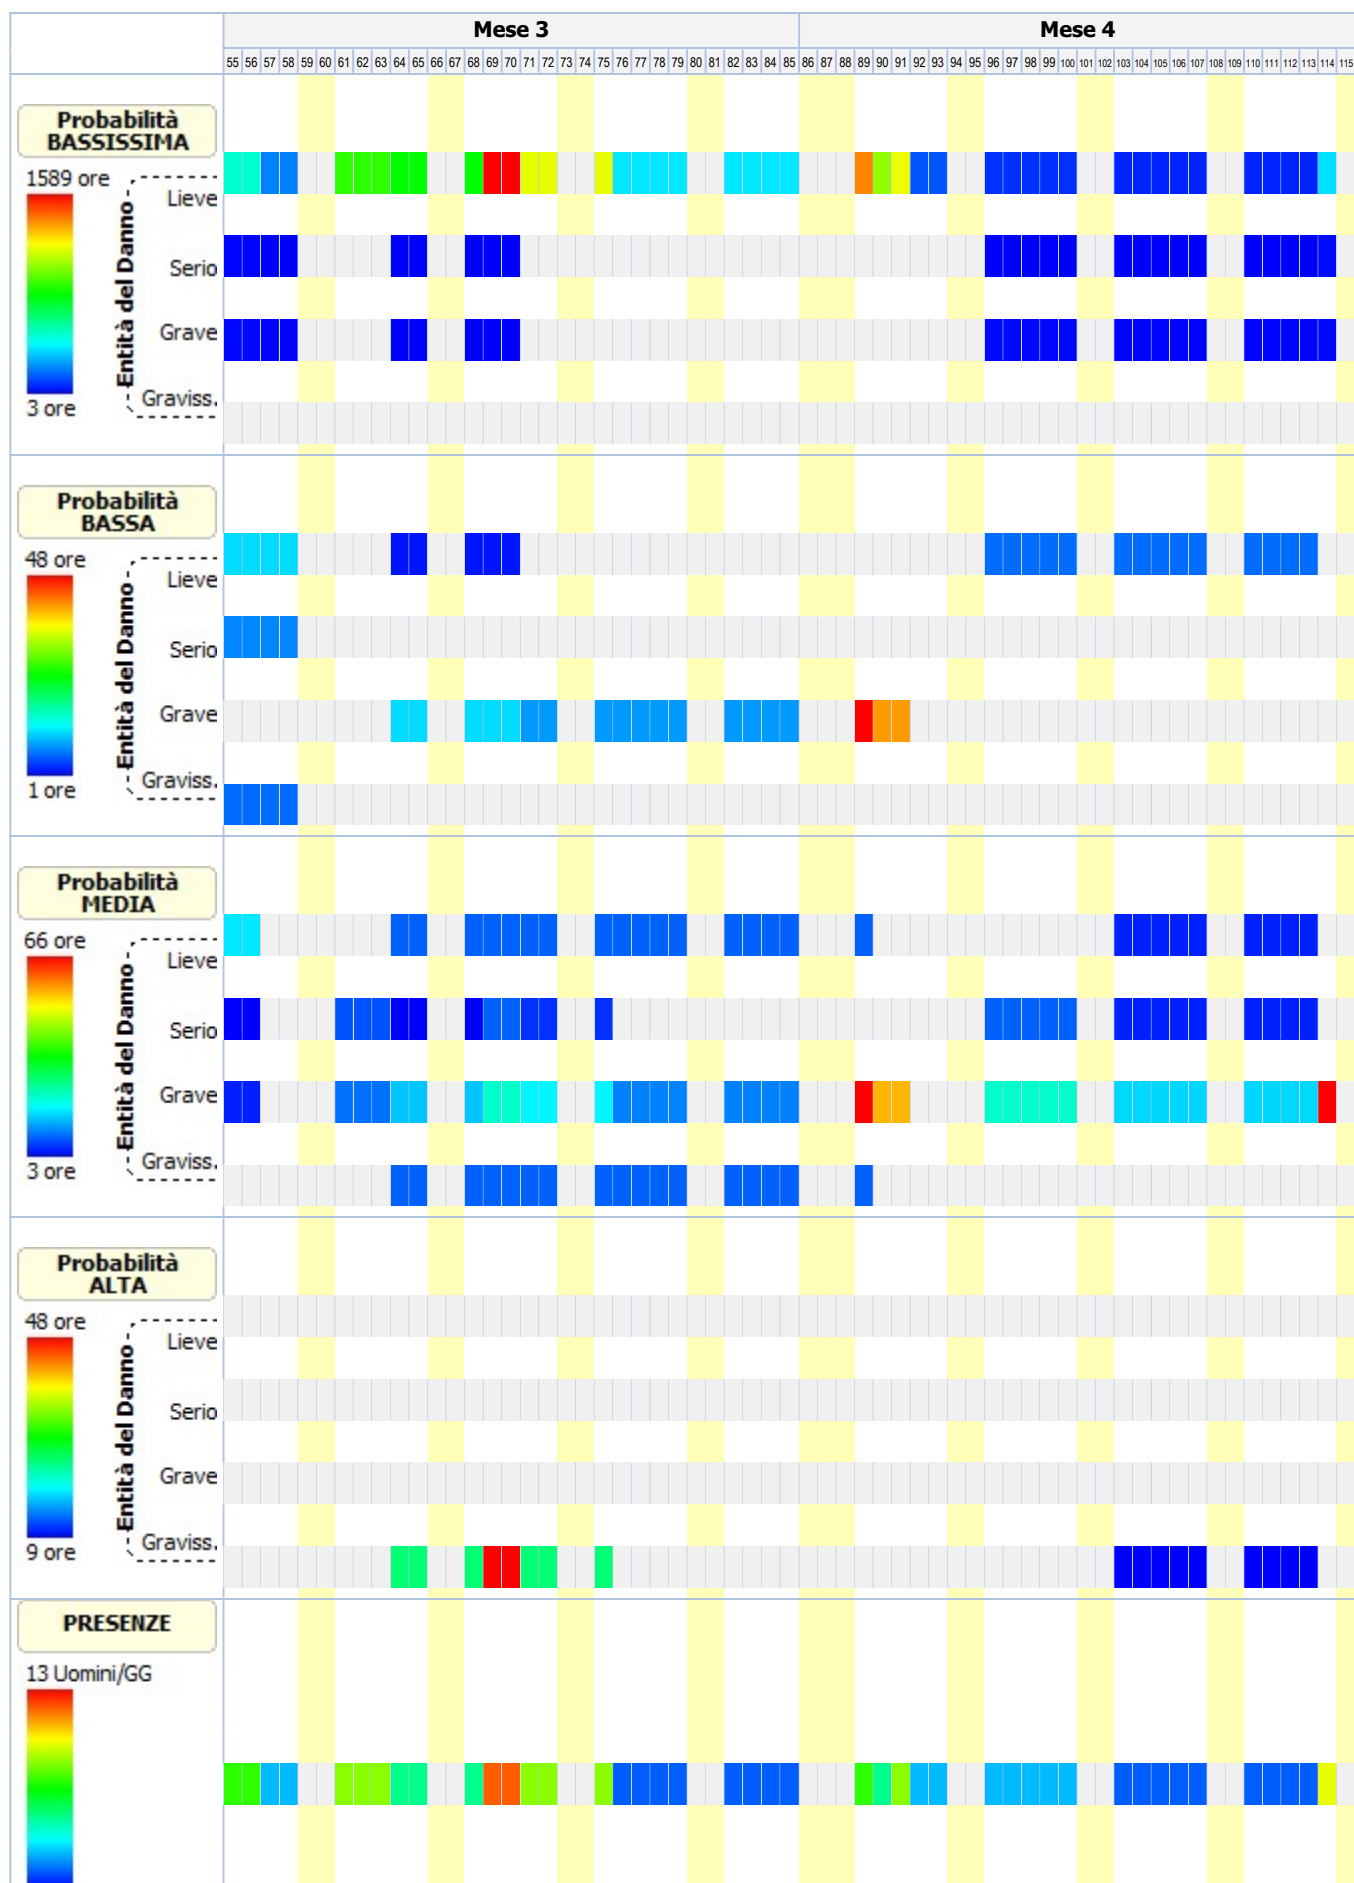 Mese 3 Mese 4
55 56 57 58 59 60 61 62 63 64 65 66 67 68 69 70 71 72 73 74 75 76 77 78 79 80 81 82 83 84 85 86 87 88 89 90 91 92 93 94 95 96 97 98 99 100 101 102 103 104 105 106 107 108 109 110 111 112 113 114 115
Probabilità
BASSISSIMA
1589 ore
Entità del Danno
Lieve
Serio
Grave
Graviss.
3 ore
Probabilità
BASSA
48 ore
Entità del Danno
Lieve
Serio
Grave
Graviss.
1 ore
Probabilità
MEDIA
66 ore
Entità del Danno
Lieve
Serio
Grave
Graviss.
3 ore
Probabilità
ALTA
48 ore
Entità del Danno
Lieve
Serio
Grave
Graviss.
9 ore
PRESENZE
13 Uomini/GG